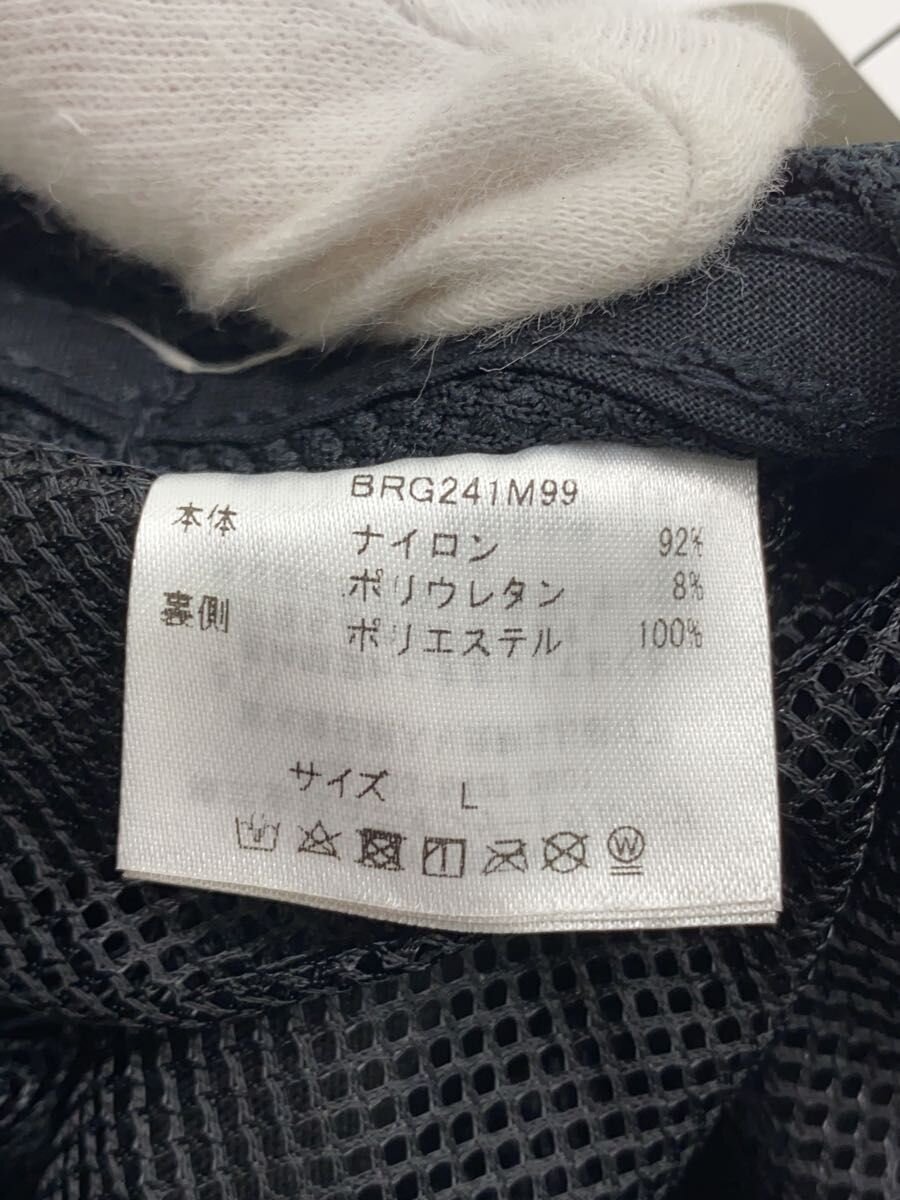 BRG241M99
本体 ナイロン 92%
ポリウレタン 8%
裏側 ポリエステル 100%
サイズ L
W